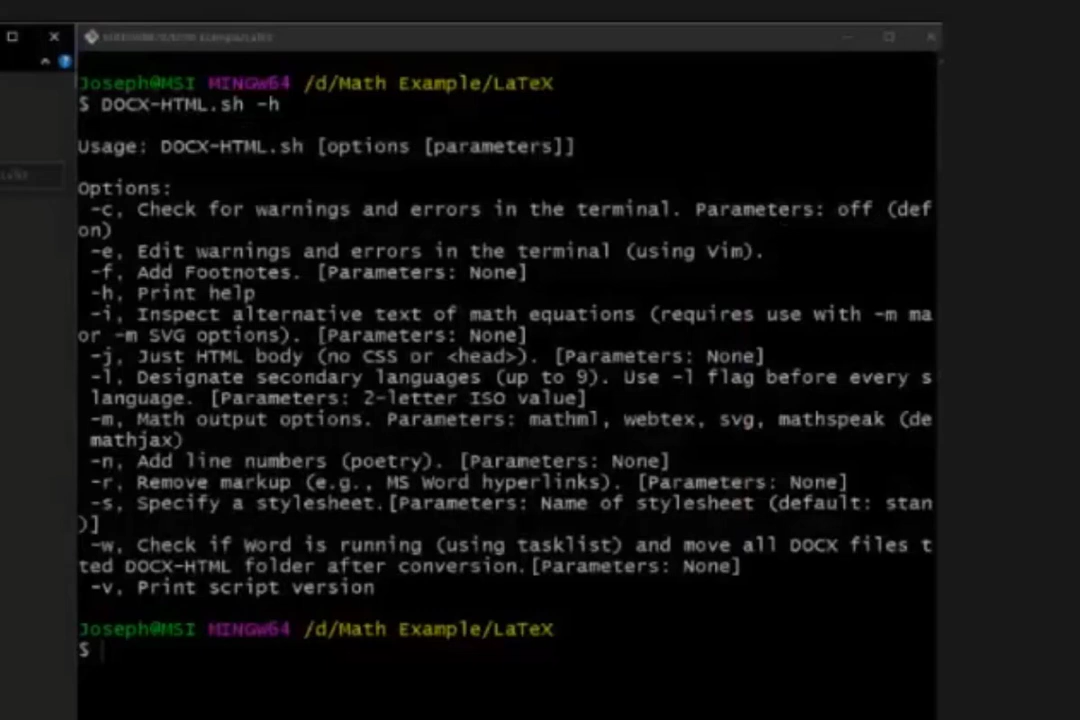 Joseph@MSI MINGW64 /d/Math Example/LaTeX
$ DOCX-HTML.sh -h
Usage: DOCX-HTML.sh [options [parameters]]
Options:
-c, Check for warnings and errors in the terminal. Parameters: off (def
on)
-e, Edit warnings and errors in the terminal (using Vim).
-f, Add Footnotes. [Parameters: None]
-h, Print help
-i, Inspect alternative text of math equations (requires use with -m ma
or -m SVG options). [Parameters: None]
-j, Just HTML body (no CSS or <head>). [Parameters: None]
-l, Designate secondary languages (up to 9). Use -l flag before every s
language. [Parameters: 2-letter ISO value]
-m, Math output options. Parameters: mathml, webtex, svg, mathspeak (de
mathjax)
-n, Add line numbers (poetry). [Parameters: None]
-r, Remove markup (e.g., MS Word hyperlinks). [Parameters: None]
-s, Specify a stylesheet.[Parameters: Name of stylesheet (default: stan
)]
-w, Check if Word is running (using tasklist) and move all DOCX files t
ted DOCX-HTML folder after conversion.[Parameters: None]
-v, Print script version
Joseph@MSI MINGW64 /d/Math Example/LaTeX
$